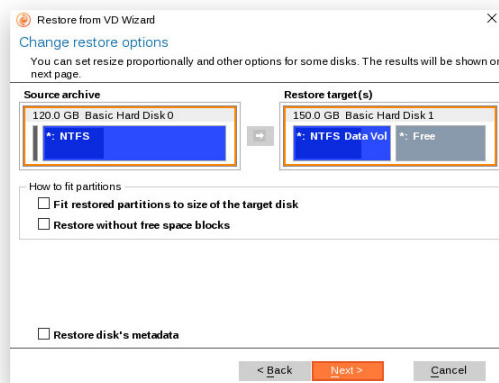 Restore from VD Wizard
Change restore options
You can set resize proportionally and other options for some disks. The results will be shown or
next page.
Source archive
Restore target(s)
120.0 GB Basic Hard Disk 0
150.0 GB Basic Hard Disk 1
*: NTFS
*: NTFS Data Vol
*: Free
How to fit partitions
Fit restored partitions to size of the target disk
Restore without free space blocks
Restore disk's metadata
< Back
Next >
Cancel